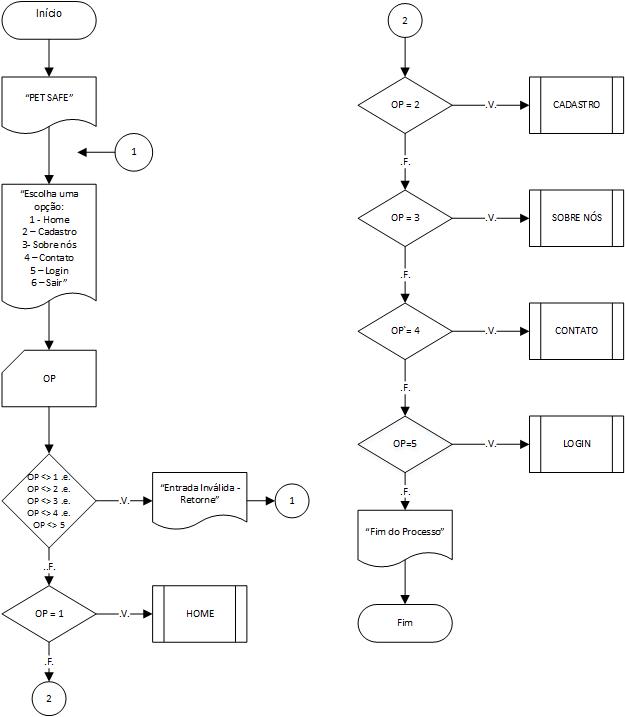 Início
"PET SAFE"
1
"Escolha uma
opção:
1 - Home
2 – Cadastro
3- Sobre nós
4 – Contato
5 – Login
6 – Sair"
OP
OP <> 1 .e.
OP <> 2 .e.
OP <> 3 .e.
OP <> 4 .e.
OP <> 5
.V.
"Entrada Inválida -
Retorne"
1
..F.
OP = 1
.V.
HOME
.F.
2
2
OP = 2
.V.
CADASTRO
.F.
OP = 3
.V.
SOBRE NÓS
.F.
OP`= 4
.V.
CONTATO
.F.
OP=5
.V.
LOGIN
.F.
"Fim do Processo"
Fim